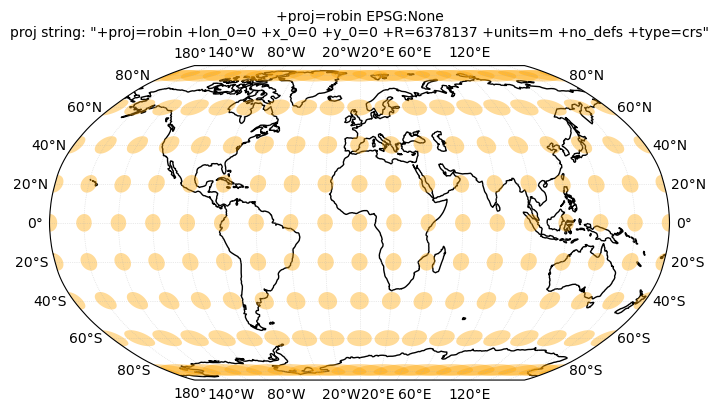 +proj=robin EPSG:None
proj string: "+proj=robin +lon_0=0 +x_0=0 +y_0=0 +R=6378137 +units=m +no_defs +type=crs"
180° 140°W 80°W 20°W 20°E 60°E 120°E
80°N 80°N
60°N 60°N
40°N 40°N
20°N 20°N
0° 0°
20°S 20°S
40°S 40°S
60°S 60°S
80°S 80°S
180° 140°W 80°W 20°W 20°E 60°E 120°E